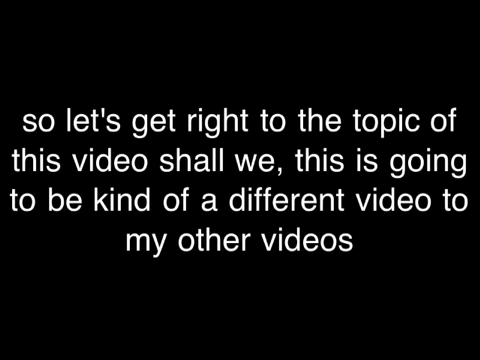 so let's get right to the topic of
this video shall we, this is going
to be kind of a different video to
my other videos